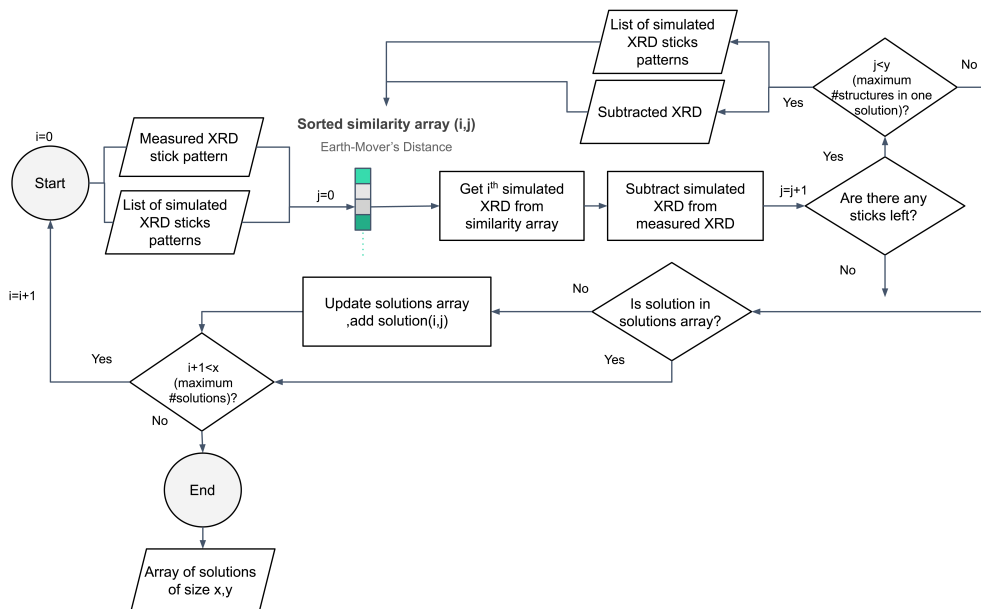 List of simulated
XRD sticks
patterns
Subtracted XRD
Yes
j<y
(maximum
#structures in one
solution)?
No
Yes
i=0
Start
Measured XRD
stick pattern
List of simulated
XRD sticks
patterns
j=0
Sorted similarity array (i,j)
Earth-Mover's Distance
Get ith simulated
XRD from
similarity array
Subtract simulated
XRD from
measured XRD
j=j+1
Are there any
sticks left?
No
Is solution in
solutions array?
No
Yes
Update solutions array
,add solution(i,j)
i+1<x
(maximum
#solutions)?
Yes
i=i+1
No
End
Array of solutions
of size x,y